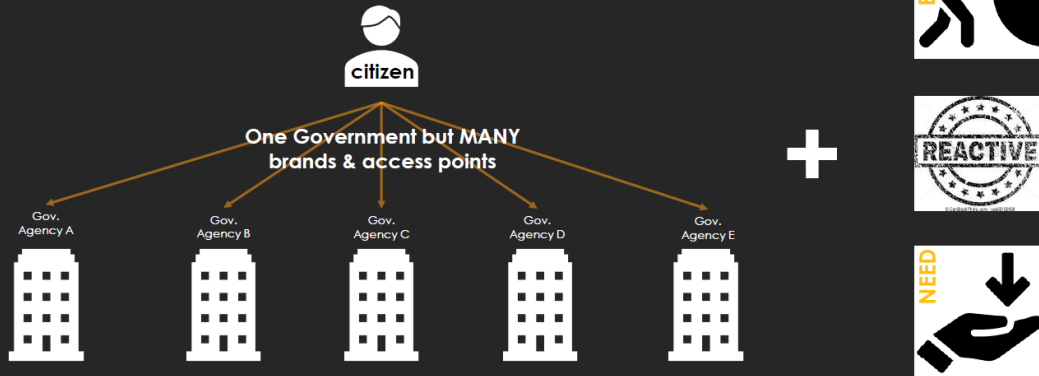 citizen
One Government but MANY
brands & access points
Gov.
Agency A
Gov.
Agency B
Gov.
Agency C
Gov.
Agency D
Gov.
Agency E
+
REACTIVE
NEED